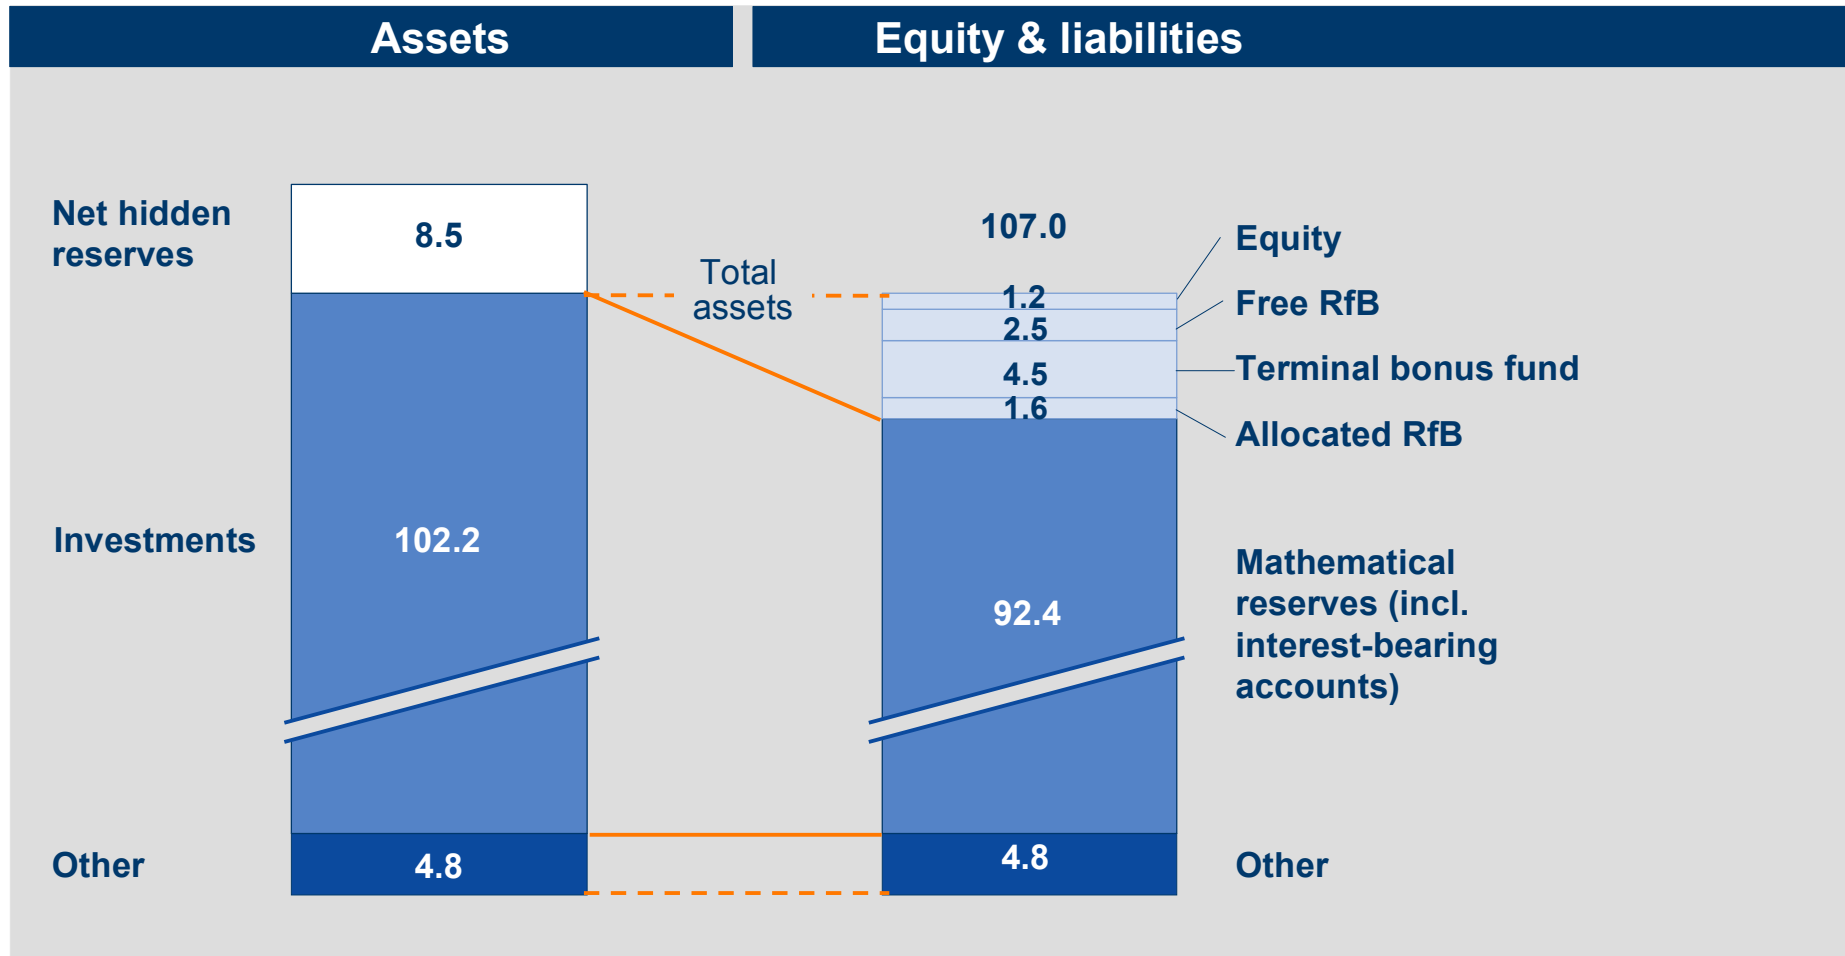 Assets
Equity & liabilities
Net hidden
reserves
8.5
Investments
102.2
Other
4.8
Total
assets
107.0
1.2
2.5
4.5
1.6
92.4
4.8
Equity
Free RfB
Terminal bonus fund
Allocated RfB
Mathematical
reserves (incl.
interest-bearing
accounts)
Other